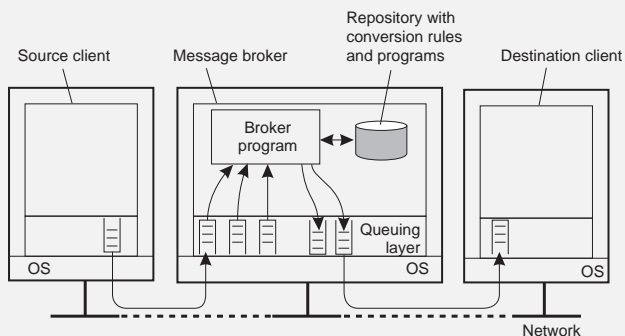 Repository with
conversion rules
and programs
Source client
Message broker
Destination client
Broker
program
Queuing
layer
OS
OS
OS
Network